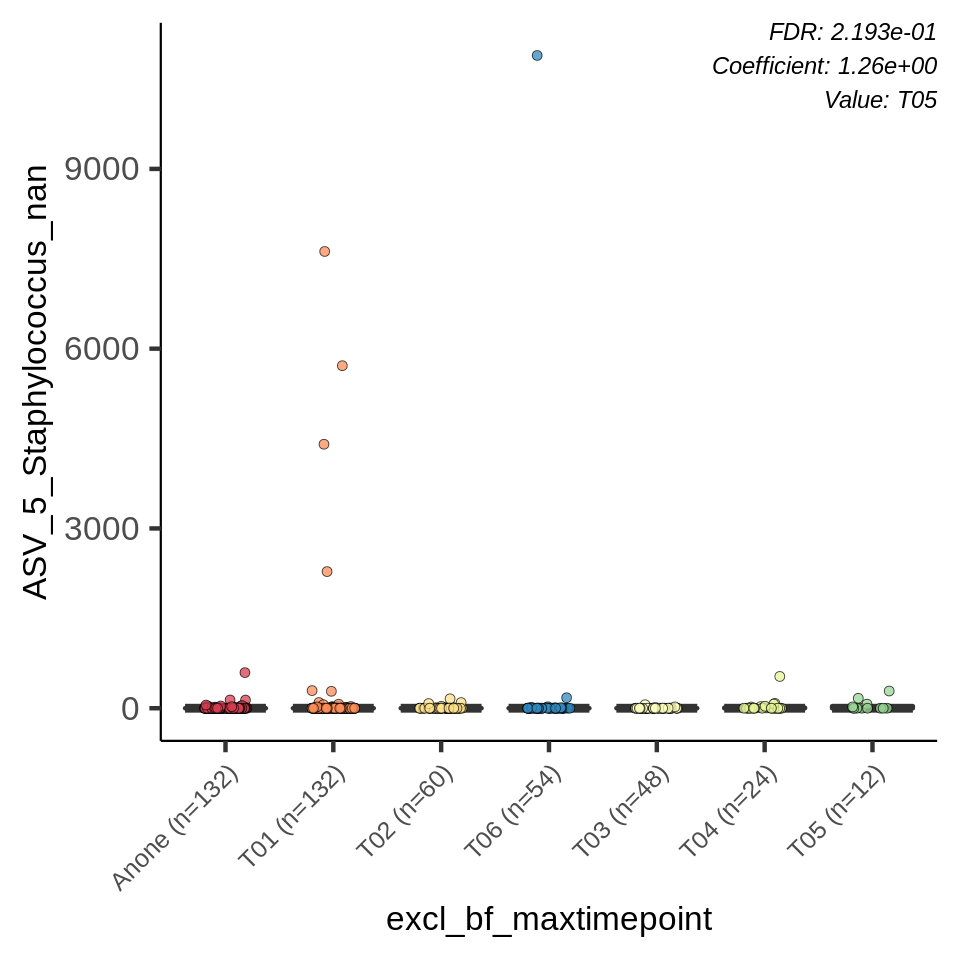 FDR: 2.193e-01
Coefficient: 1.26e+00
Value: T05
ASV_5_Staphylococcus_nan
9000
6000
3000
0
Anone (n=132)
T01 (n=132)
T02 (n=60)
T06 (n=54)
T03 (n=48)
T04 (n=24)
T05 (n=12)
excl_bf_maxtimepoint